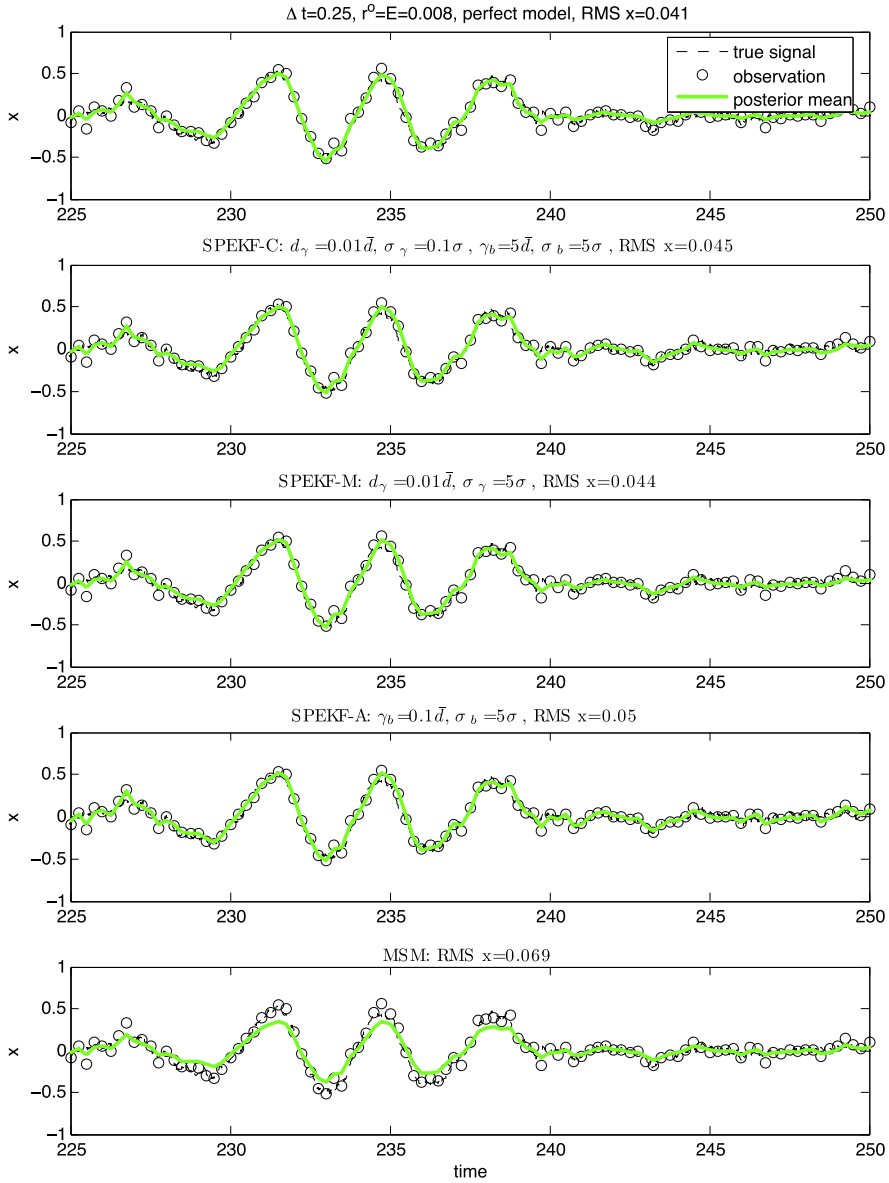 Δ t=0.25, r°=E=0.008, perfect model, RMS x=0.041
1
0.5
0
−0.5
−1
x
true signal
observation
posterior mean
225 230 235 240 245 250
SPEKF-C: d_γ=0.01d̄, σ_γ=0.1σ, γ_b=5d̄, σ_b=5σ, RMS x=0.045
1
0.5
0
−0.5
−1
x
225 230 235 240 245 250
SPEKF-M: d_γ=0.01d̄, σ_γ=5σ, RMS x=0.044
1
0.5
0
−0.5
−1
x
225 230 235 240 245 250
SPEKF-A: γ_b=0.1d̄, σ_b=5σ, RMS x=0.05
1
0.5
0
−0.5
−1
x
225 230 235 240 245 250
MSM: RMS x=0.069
1
0.5
0
−0.5
−1
x
225 230 235 240 245 250
time